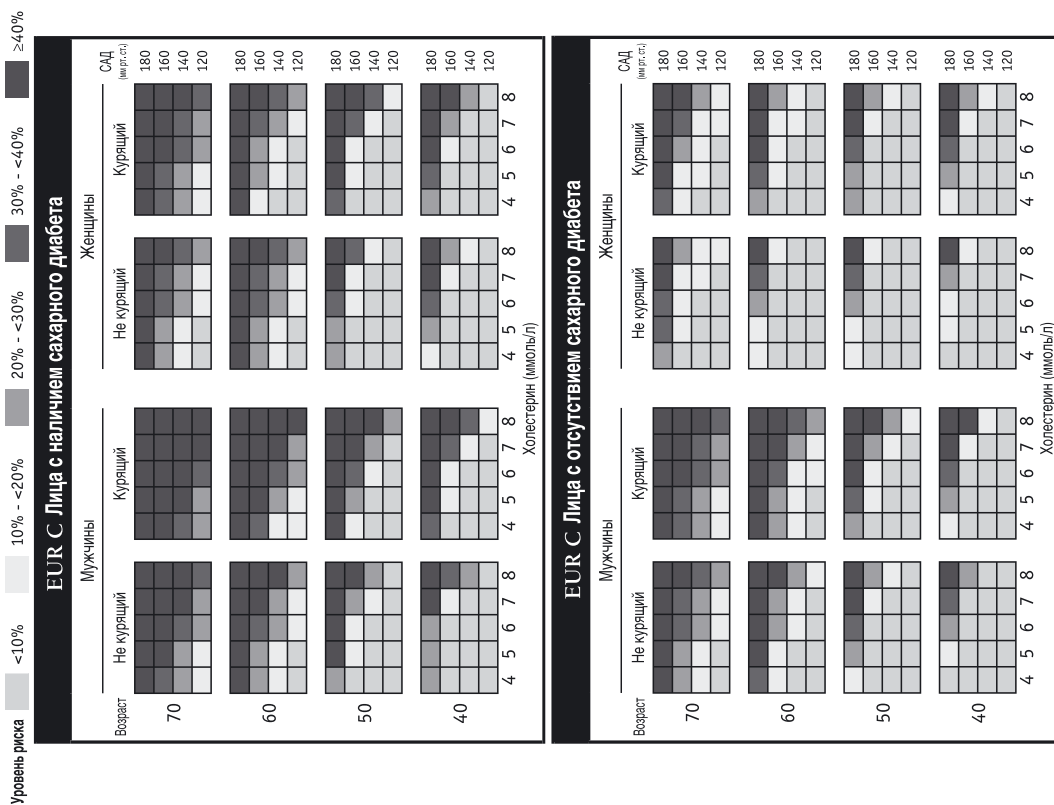 Уровень риска <10% 10% - <20% 20% - <30% 30% - <40% ≥40%
EUR C Лица с наличием сахарного диабета
Мужчины Женщины
Возраст Не курящий Курящий Не курящий Курящий САД
(мм рт. ст.)
180
160
70 140
120
180
160
60 140
120
180
160
50 140
120
180
160
40 140
120
4 5 6 7 8 4 5 6 7 8 4 5 6 7 8 4 5 6 7 8
Холестерин (ммоль/л)
EUR C Лица с отсутствием сахарного диабета
Мужчины Женщины
Возраст Не курящий Курящий Не курящий Курящий САД
(мм рт. ст.)
180
160
70 140
120
180
160
60 140
120
180
160
50 140
120
180
160
40 140
120
4 5 6 7 8 4 5 6 7 8 4 5 6 7 8 4 5 6 7 8
Холестерин (ммоль/л)